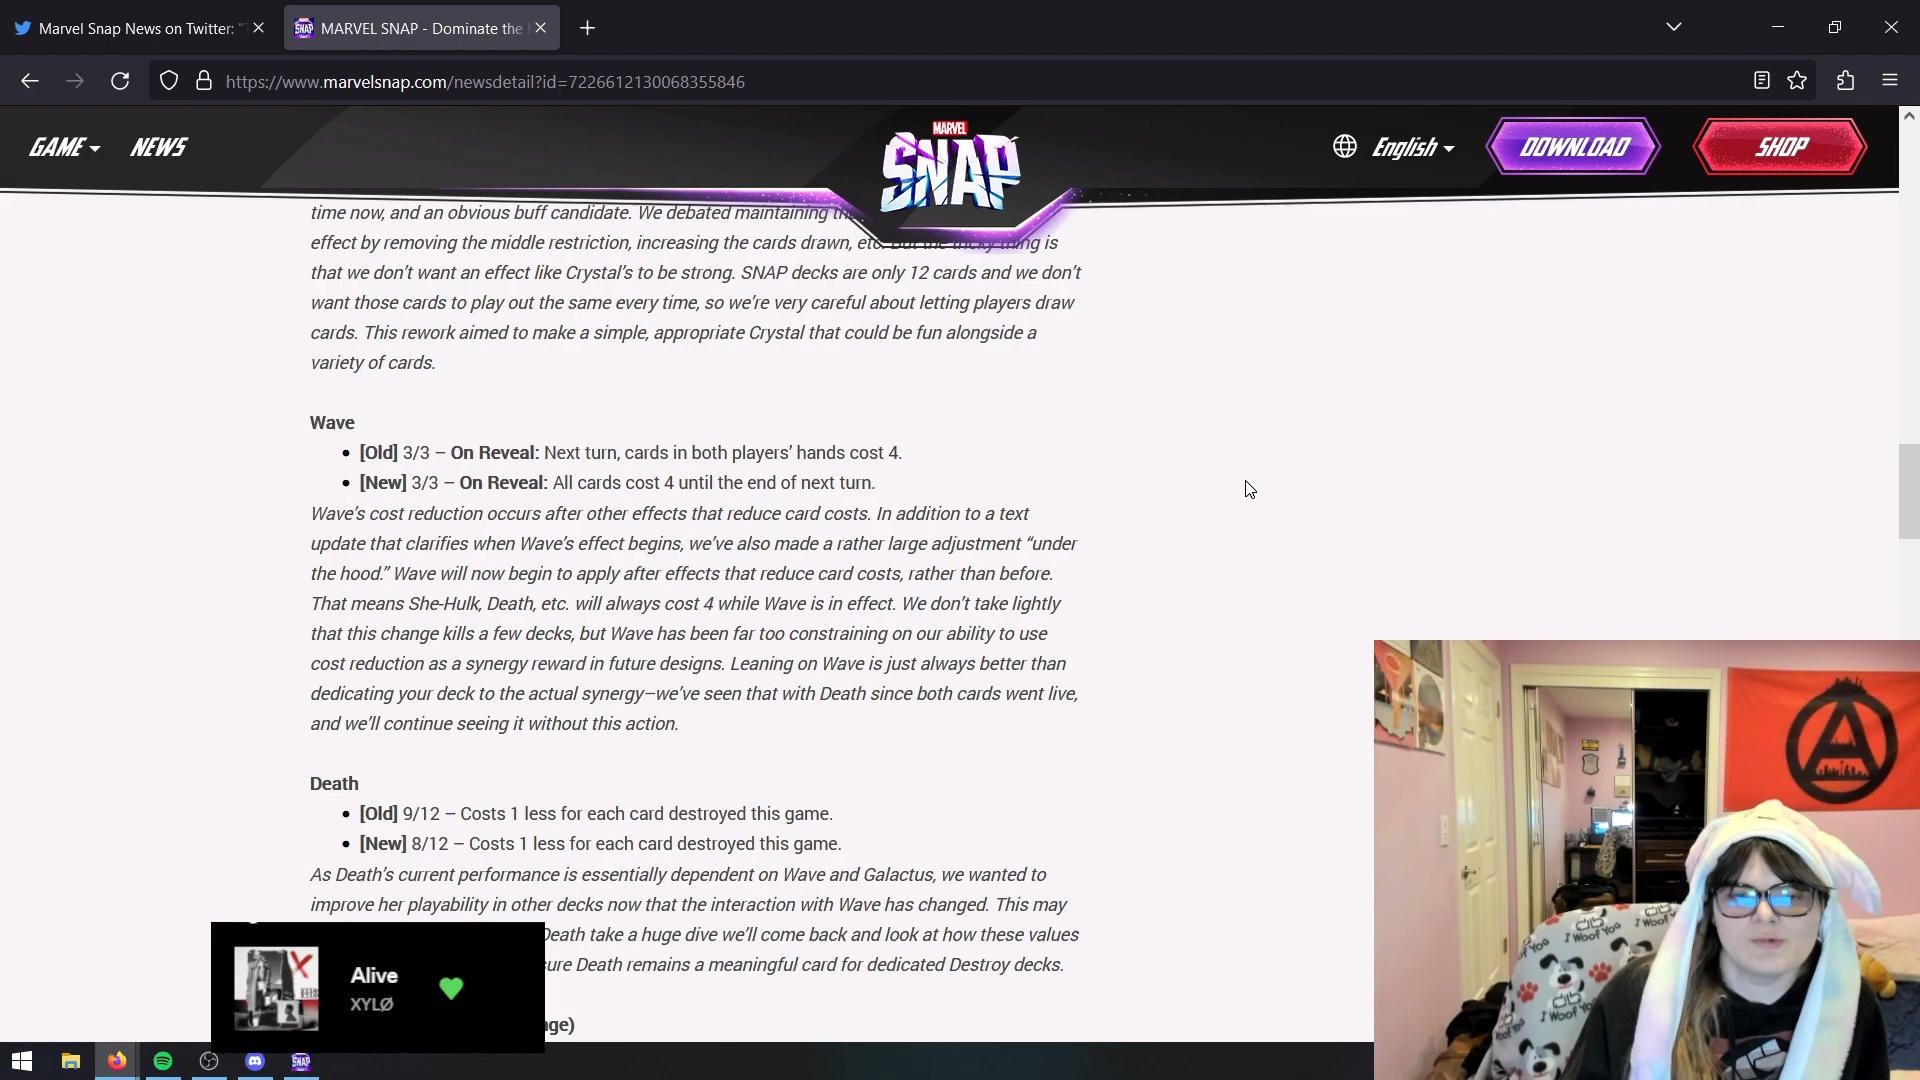 Marvel Snap News on Twitter: "
MARVEL SNAP - Dominate the
https://www.marvelsnap.com/newsdetail?id=7226612130068355846
GAME
NEWS
MARVEL
SNAP
English
DOWNLOAD
SHOP
time now, and an obvious buff candidate. We debated maintaining
effect by removing the middle restriction, increasing the cards drawn, etc. But the tricky thing is
that we don't want an effect like Crystal's to be strong. SNAP decks are only 12 cards and we don't
want those cards to play out the same every time, so we're very careful about letting players draw
cards. This rework aimed to make a simple, appropriate Crystal that could be fun alongside a
variety of cards.
Wave
• [Old] 3/3 – On Reveal: Next turn, cards in both players' hands cost 4.
• [New] 3/3 – On Reveal: All cards cost 4 until the end of next turn.
Wave's cost reduction occurs after other effects that reduce card costs. In addition to a text
update that clarifies when Wave's effect begins, we've also made a rather large adjustment "under
the hood." Wave will now begin to apply after effects that reduce card costs, rather than before.
That means She-Hulk, Death, etc. will always cost 4 while Wave is in effect. We don't take lightly
that this change kills a few decks, but Wave has been far too constraining on our ability to use
cost reduction as a synergy reward in future designs. Leaning on Wave is just always better than
dedicating your deck to the actual synergy–we've seen that with Death since both cards went live,
and we'll continue seeing it without this action.
Death
• [Old] 9/12 – Costs 1 less for each card destroyed this game.
• [New] 8/12 – Costs 1 less for each card destroyed this game.
As Death's current performance is essentially dependent on Wave and Galactus, we wanted to
improve her playability in other decks now that the interaction with Wave has changed. This may
Death take a huge dive we'll come back and look at how these values
sure Death remains a meaningful card for dedicated Destroy decks.
nge)
Alive
XYLØ
I Woof You
I Woof You
I Woof You